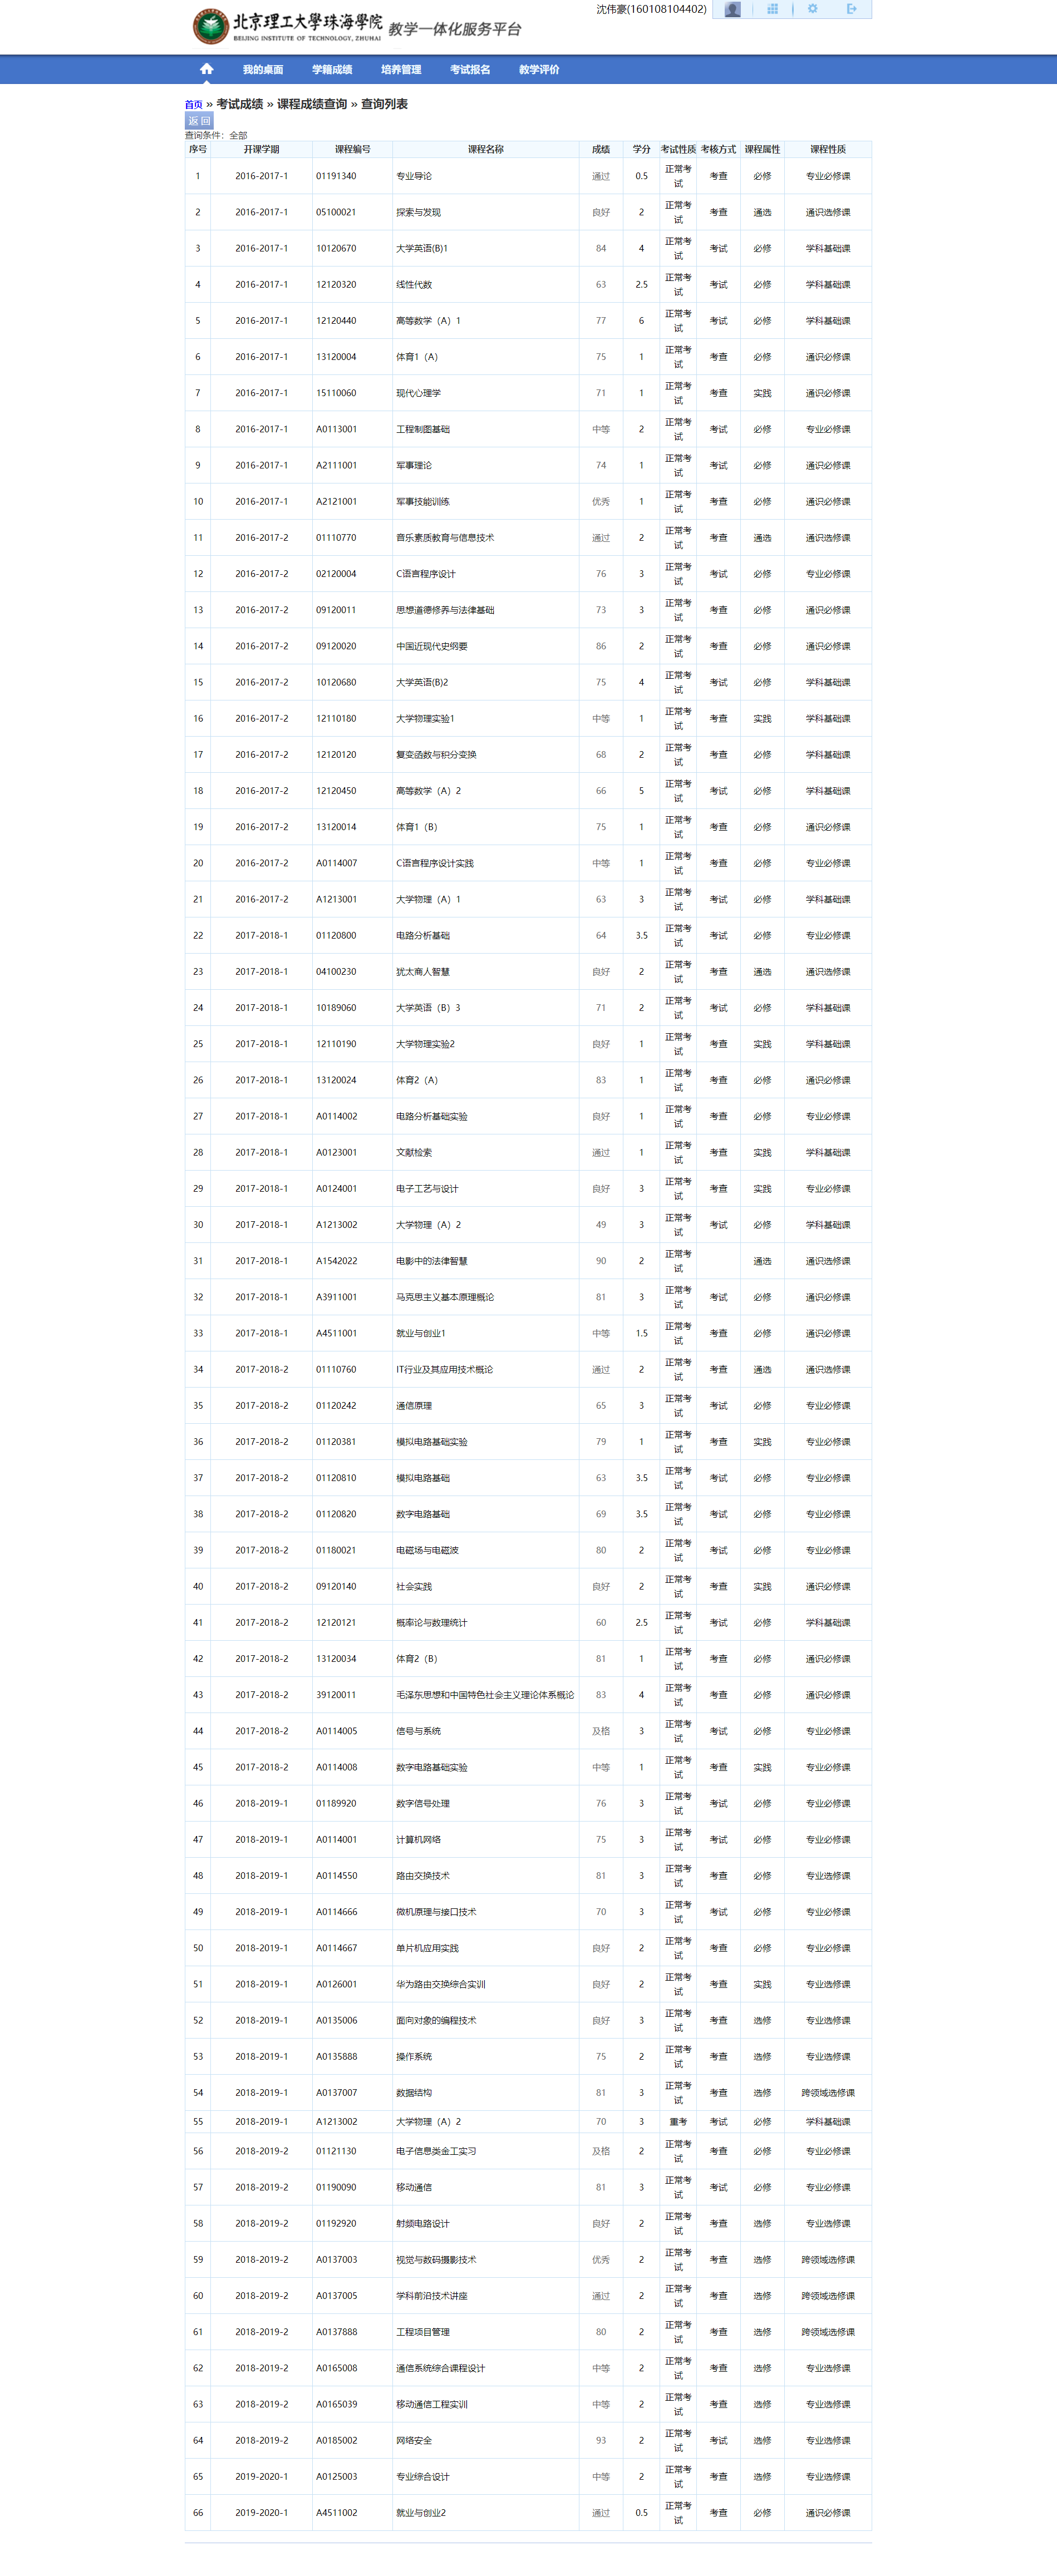 沈伟豪(160108104402)
北京理工大學珠海學院 教学一体化服务平台
BEIJING INSTITUTE OF TECHNOLOGY, ZHUHAI
我的桌面 学籍成绩 培养管理 考试报名 教学评价
首页 » 考试成绩 » 课程成绩查询 » 查询列表
返 回
查询条件：全部
序号 开课学期 课程编号 课程名称 成绩 学分 考试性质 考核方式 课程属性 课程性质
1 2016-2017-1 01191340 专业导论 通过 0.5 正常考试 考查 必修 专业必修课
2 2016-2017-1 05100021 探索与发现 良好 2 正常考试 考查 通选 通识选修课
3 2016-2017-1 10120670 大学英语(B)1 84 4 正常考试 考试 必修 学科基础课
4 2016-2017-1 12120320 线性代数 63 2.5 正常考试 考试 必修 学科基础课
5 2016-2017-1 12120440 高等数学（A）1 77 6 正常考试 考试 必修 学科基础课
6 2016-2017-1 13120004 体育1（A） 75 1 正常考试 考查 必修 通识必修课
7 2016-2017-1 15110060 现代心理学 71 1 正常考试 考查 实践 通识必修课
8 2016-2017-1 A0113001 工程制图基础 中等 2 正常考试 考试 必修 专业必修课
9 2016-2017-1 A2111001 军事理论 74 1 正常考试 考试 必修 通识必修课
10 2016-2017-1 A2121001 军事技能训练 优秀 1 正常考试 考查 必修 通识必修课
11 2016-2017-2 01110770 音乐素质教育与信息技术 通过 2 正常考试 考查 通选 通识选修课
12 2016-2017-2 02120004 C语言程序设计 76 3 正常考试 考试 必修 专业必修课
13 2016-2017-2 09120011 思想道德修养与法律基础 73 3 正常考试 考查 必修 通识必修课
14 2016-2017-2 09120020 中国近现代史纲要 86 2 正常考试 考查 必修 通识必修课
15 2016-2017-2 10120680 大学英语(B)2 75 4 正常考试 考试 必修 学科基础课
16 2016-2017-2 12110180 大学物理实验1 中等 1 正常考试 考查 实践 学科基础课
17 2016-2017-2 12120120 复变函数与积分变换 68 2 正常考试 考试 必修 学科基础课
18 2016-2017-2 12120450 高等数学（A）2 66 5 正常考试 考试 必修 学科基础课
19 2016-2017-2 13120014 体育1（B） 75 1 正常考试 考查 必修 通识必修课
20 2016-2017-2 A0114007 C语言程序设计实践 中等 1 正常考试 考查 必修 专业必修课
21 2016-2017-2 A1213001 大学物理（A）1 63 3 正常考试 考试 必修 学科基础课
22 2017-2018-1 01120800 电路分析基础 64 3.5 正常考试 考试 必修 专业必修课
23 2017-2018-1 04100230 犹太商人智慧 良好 2 正常考试 考查 通选 通识选修课
24 2017-2018-1 10189060 大学英语（B）3 71 2 正常考试 考试 必修 学科基础课
25 2017-2018-1 12110190 大学物理实验2 良好 1 正常考试 考查 实践 学科基础课
26 2017-2018-1 13120024 体育2（A） 83 1 正常考试 考查 必修 通识必修课
27 2017-2018-1 A0114002 电路分析基础实验 良好 1 正常考试 考查 必修 专业必修课
28 2017-2018-1 A0123001 文献检索 通过 1 正常考试 考查 实践 学科基础课
29 2017-2018-1 A0124001 电子工艺与设计 良好 3 正常考试 考查 实践 专业必修课
30 2017-2018-1 A1213002 大学物理（A）2 49 3 正常考试 考试 必修 学科基础课
31 2017-2018-1 A1542022 电影中的法律智慧 90 2 正常考试 通选 通识选修课
32 2017-2018-1 A3911001 马克思主义基本原理概论 81 3 正常考试 考试 必修 通识必修课
33 2017-2018-1 A4511001 就业与创业1 中等 1.5 正常考试 考查 必修 通识必修课
34 2017-2018-2 01110760 IT行业及其应用技术概论 通过 2 正常考试 考查 通选 通识选修课
35 2017-2018-2 01120242 通信原理 65 3 正常考试 考试 必修 专业必修课
36 2017-2018-2 01120381 模拟电路基础实验 79 1 正常考试 考查 实践 专业必修课
37 2017-2018-2 01120810 模拟电路基础 63 3.5 正常考试 考试 必修 专业必修课
38 2017-2018-2 01120820 数字电路基础 69 3.5 正常考试 考试 必修 专业必修课
39 2017-2018-2 01180021 电磁场与电磁波 80 2 正常考试 考试 必修 专业必修课
40 2017-2018-2 09120140 社会实践 良好 2 正常考试 考查 实践 通识必修课
41 2017-2018-2 12120121 概率论与数理统计 60 2.5 正常考试 考试 必修 学科基础课
42 2017-2018-2 13120034 体育2（B） 81 1 正常考试 考查 必修 通识必修课
43 2017-2018-2 39120011 毛泽东思想和中国特色社会主义理论体系概论 83 4 正常考试 考查 必修 通识必修课
44 2017-2018-2 A0114005 信号与系统 及格 3 正常考试 考试 必修 专业必修课
45 2017-2018-2 A0114008 数字电路基础实验 中等 1 正常考试 考查 实践 专业必修课
46 2018-2019-1 01189920 数字信号处理 76 3 正常考试 考试 必修 专业必修课
47 2018-2019-1 A0114001 计算机网络 75 3 正常考试 考试 必修 专业必修课
48 2018-2019-1 A0114550 路由交换技术 81 3 正常考试 考查 必修 专业选修课
49 2018-2019-1 A0114666 微机原理与接口技术 70 3 正常考试 考试 必修 专业必修课
50 2018-2019-1 A0114667 单片机应用实践 良好 2 正常考试 考查 必修 专业必修课
51 2018-2019-1 A0126001 华为路由交换综合实训 良好 2 正常考试 考查 实践 专业选修课
52 2018-2019-1 A0135006 面向对象的编程技术 良好 3 正常考试 考查 选修 专业选修课
53 2018-2019-1 A0135888 操作系统 75 2 正常考试 考查 选修 专业选修课
54 2018-2019-1 A0137007 数据结构 81 3 正常考试 考查 选修 跨领域选修课
55 2018-2019-1 A1213002 大学物理（A）2 70 3 重考 考试 必修 学科基础课
56 2018-2019-2 01121130 电子信息类金工实习 及格 2 正常考试 考查 必修 专业必修课
57 2018-2019-2 01190090 移动通信 81 3 正常考试 考试 必修 专业必修课
58 2018-2019-2 01192920 射频电路设计 良好 2 正常考试 考查 选修 专业选修课
59 2018-2019-2 A0137003 视觉与数码摄影技术 优秀 2 正常考试 考查 选修 跨领域选修课
60 2018-2019-2 A0137005 学科前沿技术讲座 通过 2 正常考试 考查 选修 跨领域选修课
61 2018-2019-2 A0137888 工程项目管理 80 2 正常考试 考查 选修 跨领域选修课
62 2018-2019-2 A0165008 通信系统综合课程设计 中等 2 正常考试 考查 选修 专业选修课
63 2018-2019-2 A0165039 移动通信工程实训 中等 2 正常考试 考查 选修 专业选修课
64 2018-2019-2 A0185002 网络安全 93 2 正常考试 考试 选修 专业选修课
65 2019-2020-1 A0125003 专业综合设计 中等 2 正常考试 考查 选修 专业选修课
66 2019-2020-1 A4511002 就业与创业2 通过 0.5 正常考试 考查 必修 通识必修课